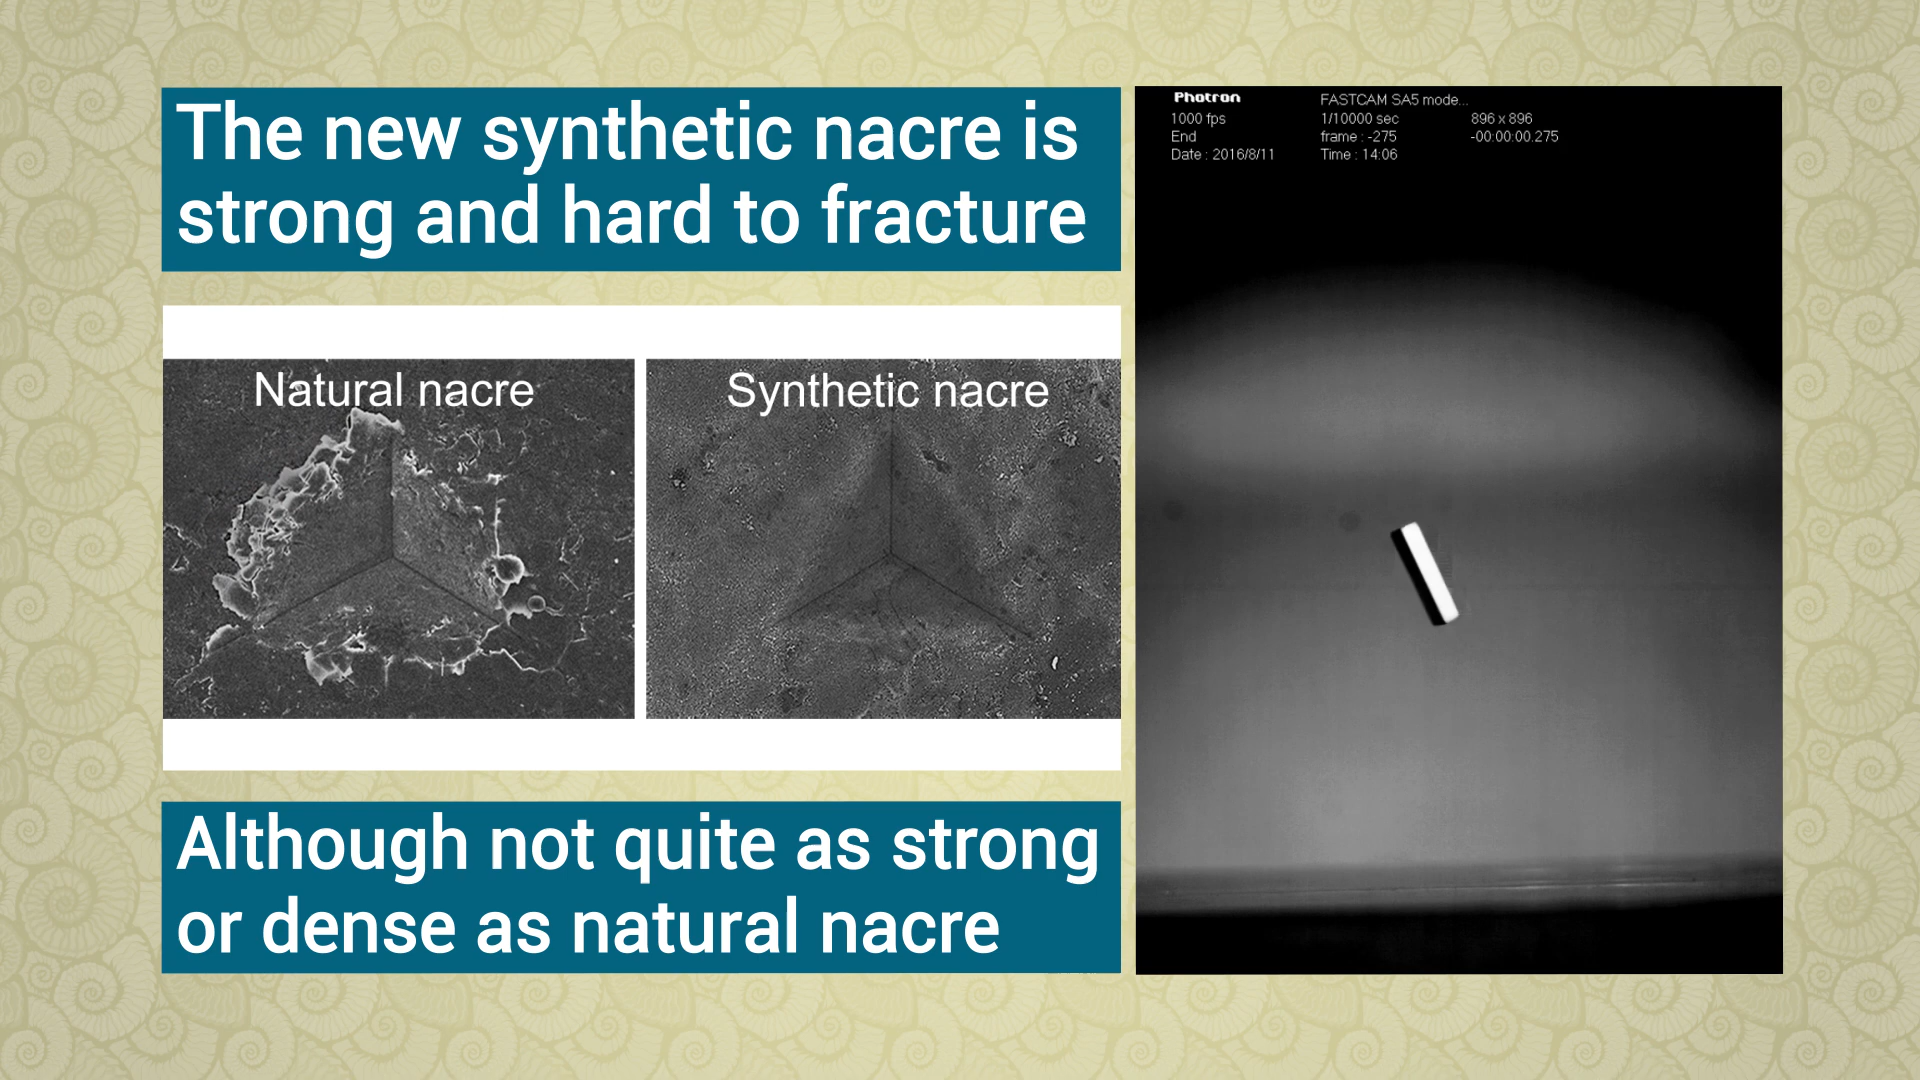 The new synthetic nacre is
strong and hard to fracture
Natural nacre
Synthetic nacre
Although not quite as strong
or dense as natural nacre
Photron
FASTCAM SA5 mode...
1000 fps
1/10000 sec
896 x 896
End
frame : -275
-00:00:00.275
Date : 2016/8/11
Time : 14:06